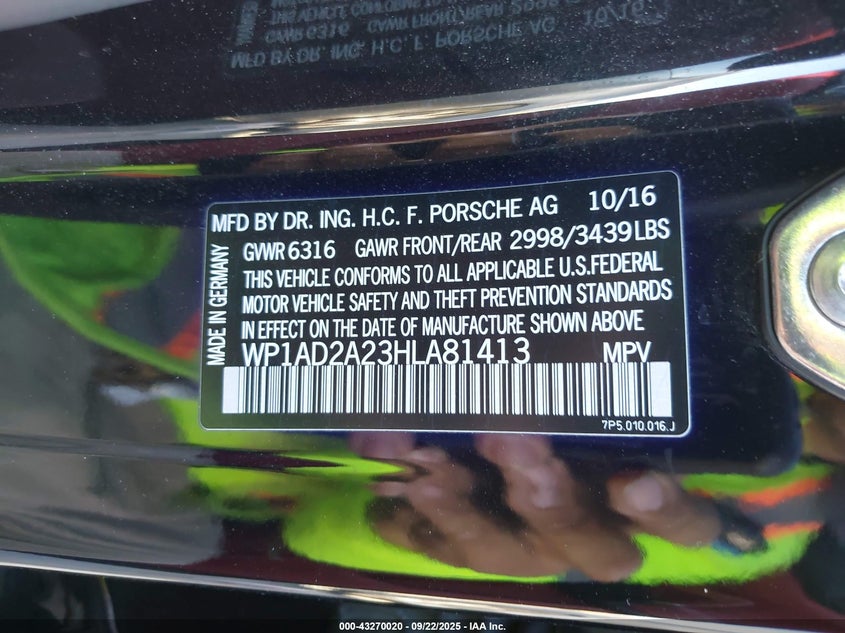 MFD BY DR. ING. H.C. F. PORSCHE AG 10/16
GVWR 6316 GAWR FRONT/REAR 2998/3439 LBS
THIS VEHICLE CONFORMS TO ALL APPLICABLE U.S.FEDERAL
MOTOR VEHICLE SAFETY AND THEFT PREVENTION STANDARDS
IN EFFECT ON THE DATE OF MANUFACTURE SHOWN ABOVE
WP1AD2A23HLA81413 MPV
MADE IN GERMANY
7P5.010.016.J
000-43270020 - 09/22/2025 - IAA Inc.